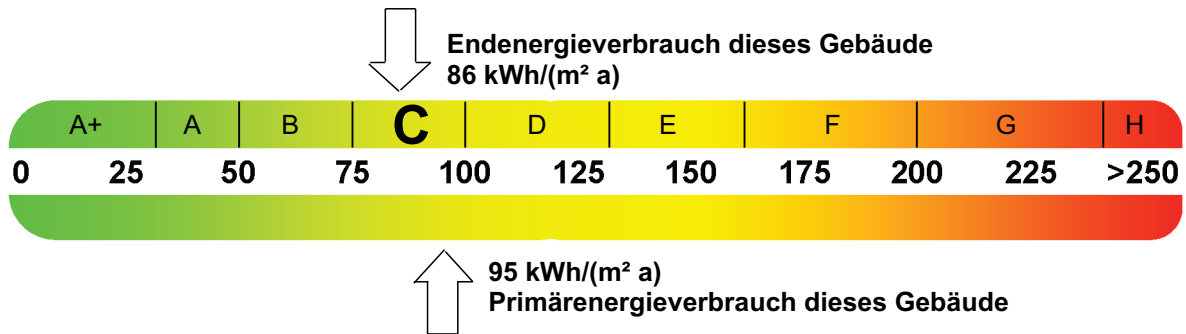 Endenergieverbrauch dieses Gebäude
86 kWh/(m² a)
A+ A B C D E F G H
0 25 50 75 100 125 150 175 200 225 >250
95 kWh/(m² a)
Primärenergieverbrauch dieses Gebäude